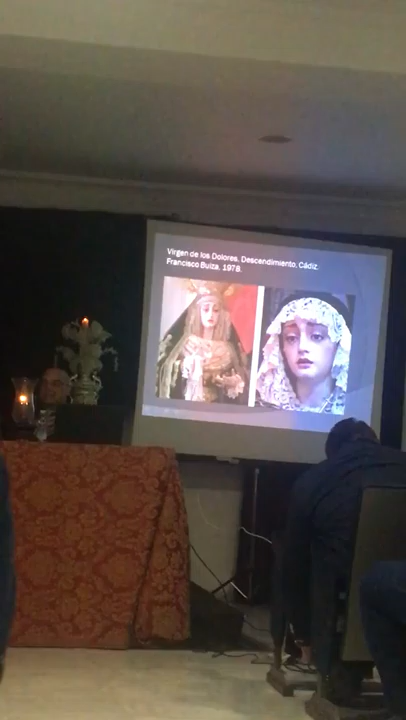 Virgen de los Dolores. Descendimiento. Cádiz.
Francisco Buiza, 1978.